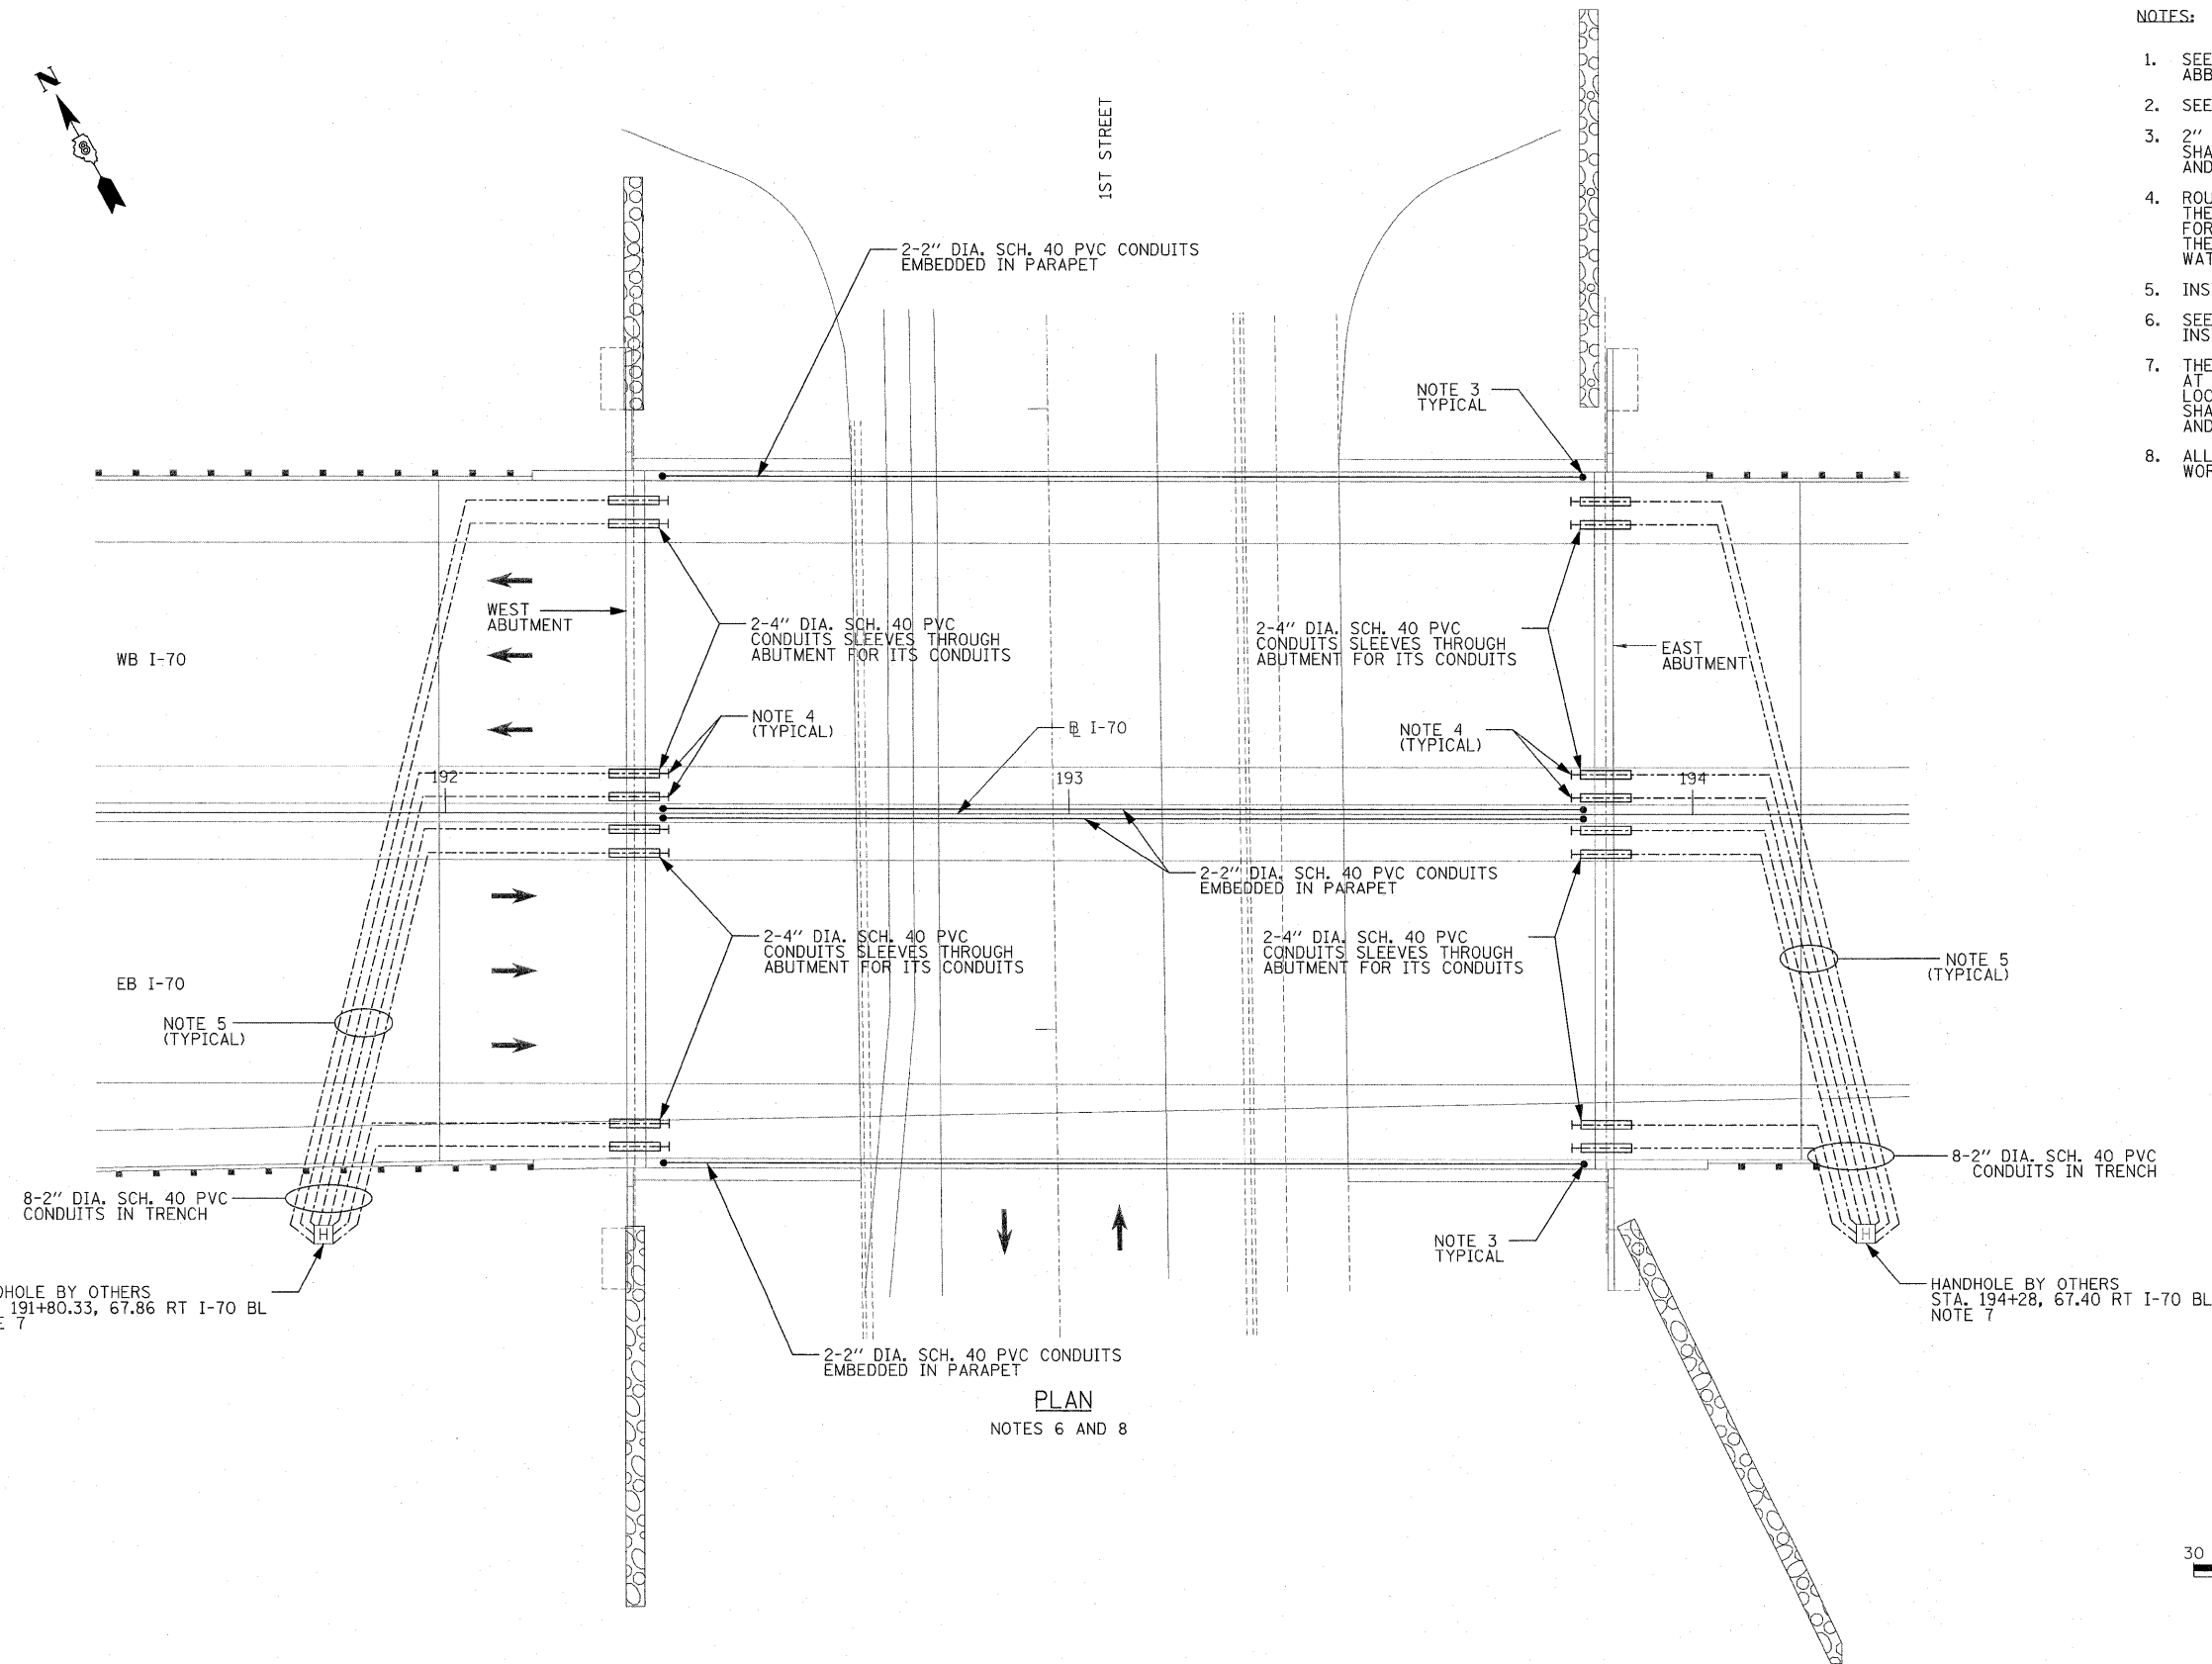 NOTES:
1. SEE
ABB
2. SEE
3. 2"
SHA
AND
4. ROU
THE
FOR
THE
WAT
5. INS
6. SEE
INS
7. THE
AT
LOC
SHA
AND
8. ALL
WOR
N
1ST STREET
2-2" DIA. SCH. 40 PVC CONDUITS
EMBEDDED IN PARAPET
NOTE 3
TYPICAL
WEST
ABUTMENT
2-4" DIA. SCH. 40 PVC
CONDUITS SLEEVES THROUGH
ABUTMENT FOR ITS CONDUITS
2-4" DIA. SCH. 40 PVC
CONDUITS SLEEVES THROUGH
ABUTMENT FOR ITS CONDUITS
EAST
ABUTMENT
WB I-70
NOTE 4
(TYPICAL)
BL I-70
NOTE 4
(TYPICAL)
192
193
194
2-2" DIA. SCH. 40 PVC CONDUITS
EMBEDDED IN PARAPET
2-4" DIA. SCH. 40 PVC
CONDUITS SLEEVES THROUGH
ABUTMENT FOR ITS CONDUITS
2-4" DIA. SCH. 40 PVC
CONDUITS SLEEVES THROUGH
ABUTMENT FOR ITS CONDUITS
NOTE 5
(TYPICAL)
EB I-70
NOTE 5
(TYPICAL)
8-2" DIA. SCH. 40 PVC
CONDUITS IN TRENCH
8-2" DIA. SCH. 40 PVC
CONDUITS IN TRENCH
H
H
NOTE 3
TYPICAL
DHOLE BY OTHERS
191+80.33, 67.86 RT I-70 BL
E 7
HANDHOLE BY OTHERS
STA. 194+28, 67.40 RT I-70 BL
NOTE 7
2-2" DIA. SCH. 40 PVC CONDUITS
EMBEDDED IN PARAPET
PLAN
NOTES 6 AND 8
30